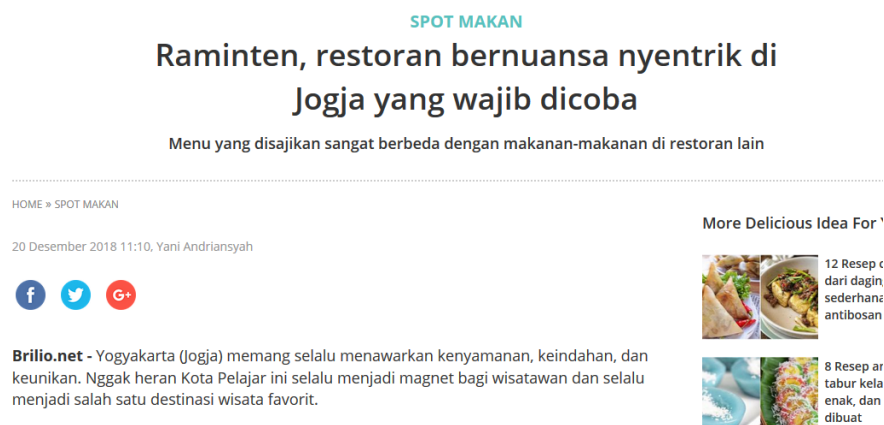 SPOT MAKAN
Raminten, restoran bernuansa nyentrik di
Jogja yang wajib dicoba
Menu yang disajikan sangat berbeda dengan makanan-makanan di restoran lain
HOME » SPOT MAKAN
20 Desember 2018 11:10, Yani Andriansyah
f
G+
Brilio.net - Yogyakarta (Jogja) memang selalu menawarkan kenyamanan, keindahan, dan
keunikan. Nggak heran Kota Pelajar ini selalu menjadi magnet bagi wisatawan dan selalu
menjadi salah satu destinasi wisata favorit.
More Delicious Idea For
12 Resep
dari
sederhana
antibosan
8 Resep
tabur
enak, dan
dibuat